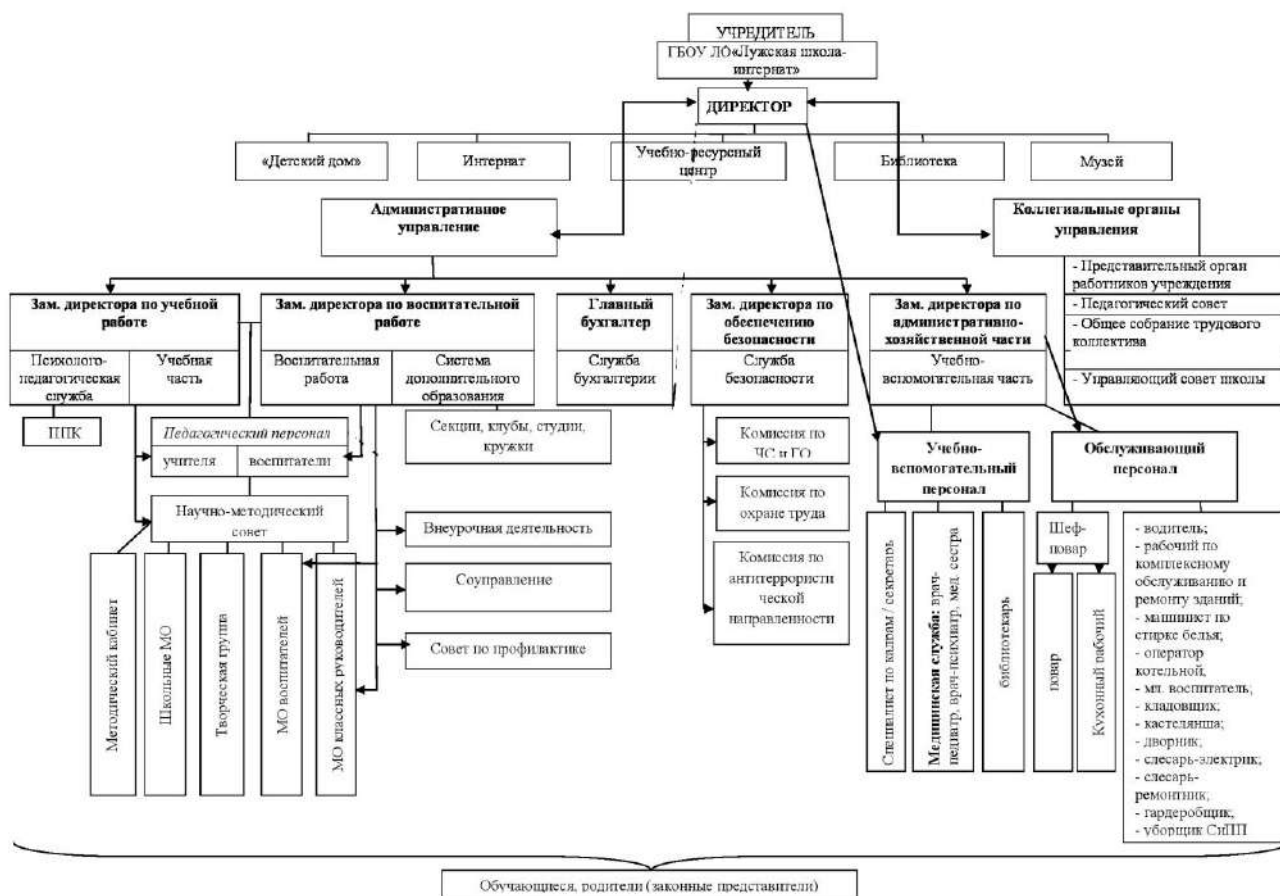 УЧРЕДИТЕЛЬ
ГБОУ ЛО«Лужская школа-
интернат»
ДИРЕКТОР
«Детский дом»
Интернат
Учебно-ресурсный
центр
Библиотека
Музей
Административное
управление
Коллегиальные органы
управления
- Представительный орган
работников учреждения
- Педагогический совет
- Общее собрание трудового
коллектива
- Управляющий совет школы
Зам. директора по учебной
работе
Психолого-
педагогическая
служба
Учебная
часть
Зам. директора по воспитательной
работе
Воспитательная
работа
Система
дополнительного
образования
Главный
бухгалтер
Служба
бухгалтерии
Зам. директора по
обеспечению
безопасности
Служба
безопасности
Зам. директора по
административно-
хозяйственной части
Учебно-
вспомогательная часть
ППК
Педагогический персонал
учителя
воспитатели
Секции, клубы, студии,
кружки
Комиссия по
ЧС и ГО
Учебно-
вспомогательный
персонал
Обслуживающий
персонал
Научно-методический
совет
Внеурочная деятельность
Комиссия по
охране труда
Соуправление
Комиссия по
антитеррористи
ческой
направленности
Совет по профилактике
Методический кабинет
Школьные МО
Творческая группа
МО воспитателей
МО классных руководителей
Специалист по кадрам / секретарь
Медицинская служба: врач-
педиатр, врач-психиатр, мед. сестра
библиотекарь
Шеф-
повар
повар
Кухонный рабочий
- водитель;
- рабочий по
комплексному
обслуживанию и
ремонту зданий;
- машинист по
стирке белья;
- оператор
котельной;
- мл. воспитатель;
- кладовщик;
- кастелянша;
- дворник;
- слесарь-электрик;
- слесарь-
ремонтник;
- гардеробщик;
- уборщик СиПП
Обучающиеся, родители (законные представители)